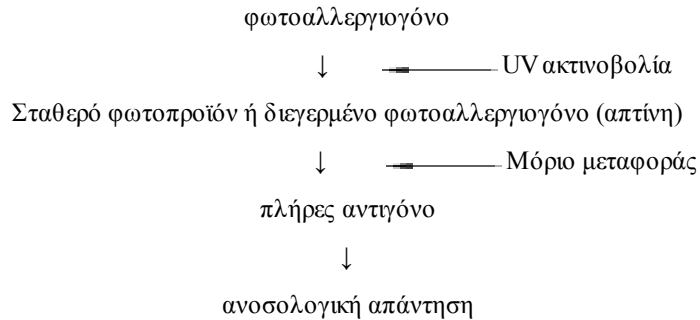 φωτοαλλεργιογόνο
↓ UV ακτινοβολία
Σταθερό φωτοπροϊόν ή διεγερμένο φωτοαλλεργιογόνο (απτίνη)
↓ Μόριο μεταφοράς
πλήρες αντιγόνο
↓
ανοσολογική απάντηση